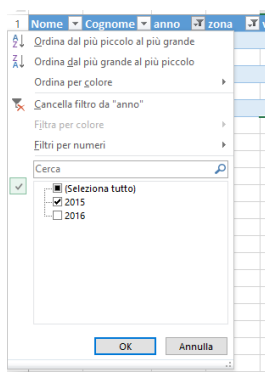 1 Nome Cognome anno zona
Ordina dal più piccolo al più grande
Ordina dal più grande al più piccolo
Ordina per colore
Cancella filtro da "anno"
Filtra per colore
Filtri per numeri
Cerca
(Seleziona tutto)
2015
2016
OK Annulla